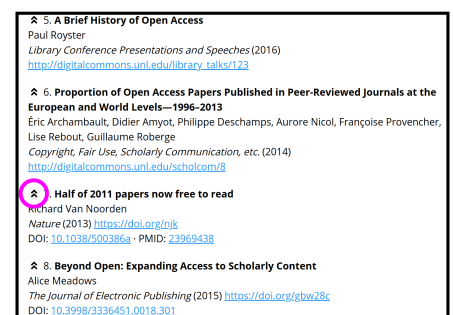 5. A Brief History of Open Access
Paul Royster
Library Conference Presentations and Speeches (2016)
http://digitalcommons.unl.edu/library_talks/123
6. Proportion of Open Access Papers Published in Peer-Reviewed Journals at the
European and World Levels—1996–2013
Éric Archambault, Didier Amyot, Philippe Deschamps, Aurore Nicol, Françoise Provencher,
Lise Rebout, Guillaume Roberge
Copyright, Fair Use, Scholarly Communication, etc. (2014)
http://digitalcommons.unl.edu/scholcom/8
. Half of 2011 papers now free to read
Richard Van Noorden
Nature (2013) https://doi.org/njk
DOI: 10.1038/500386a · PMID: 23969438
8. Beyond Open: Expanding Access to Scholarly Content
Alice Meadows
The Journal of Electronic Publishing (2015) https://doi.org/gbw28c
DOI: 10.3998/3336451.0018.301